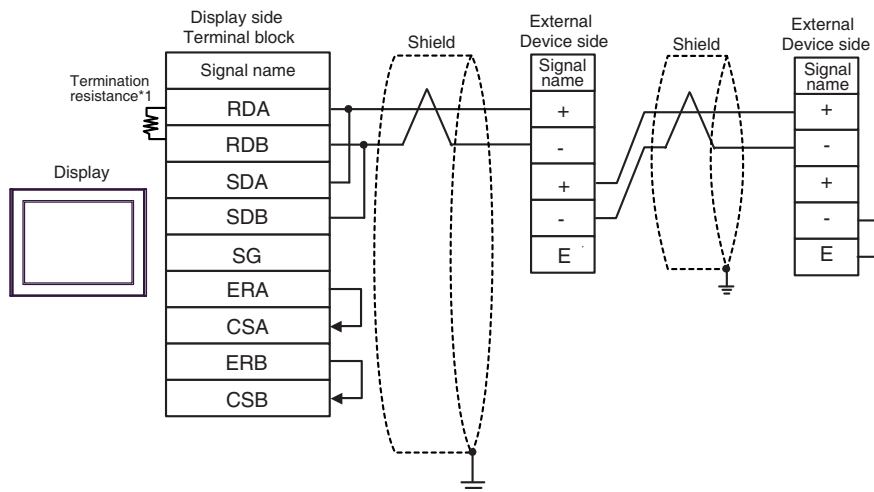 Display side
Terminal block
Signal name
RDA
RDB
SDA
SDB
SG
ERA
CSA
ERB
CSB
Termination
resistance*1
Display
Shield
External
Device side
Signal
name
+
-
+
-
E
Shield
External
Device side
Signal
name
+
-
+
-
E